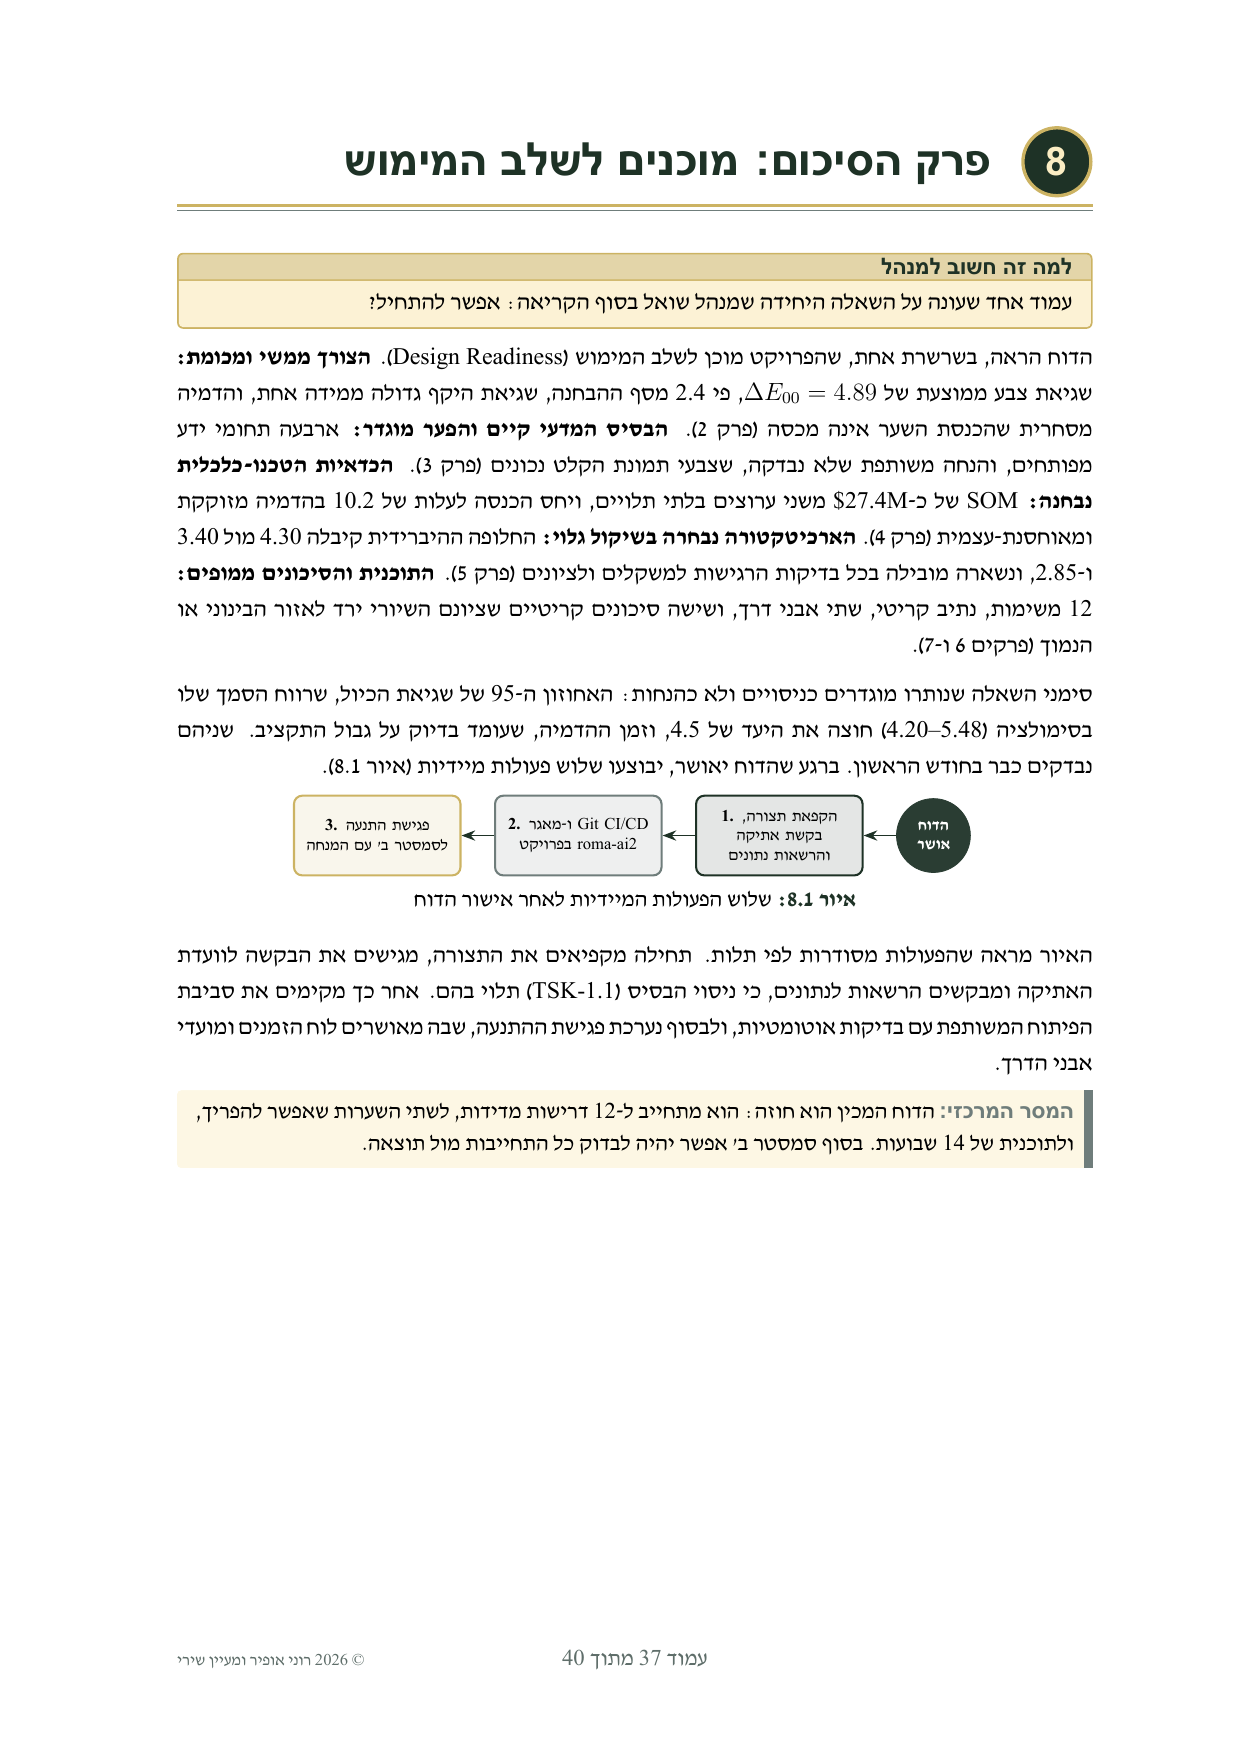 8 פרק הסיכום: מוכנים לשלב המימוש
למה זה חשוב למנהל
עמוד אחד שעונה על השאלה היחידה שמנהל שואל בסוף הקריאה: אפשר להתחיל?
הדוח הראה, בשרשרת אחת, שהפרויקט מוכן לשלב המימוש (Design Readiness). הצורך ממשי ומכומת:
שגיאת צבע ממוצעת של ΔE₀₀ = 4.89, פי 2.4 מסף ההבחנה, שגיאת היקף גדולה ממידה אחת, והדמיה
מסחרית שהכנסת השער אינה מכסה (פרק 2). הבסיס המדעי קיים והפער מוגדר: ארבעה תחומי ידע
מפותחים, והנחה משותפת שלא נבדקה, שצבעי תמונת הקלט נכונים (פרק 3). הכדאיות הטכנו-כלכלית
נבחנה: SOM של כ-$27.4M משני ערוצים בלתי תלויים, ויחס הכנסה לעלות של 10.2 בהדמיה מזוקקת
ומאוחסנת-עצמית (פרק 4). הארכיטקטורה נבחרה בשיקול גלוי: החלופה ההיברידית קיבלה 4.30 מול 3.40
ו-2.85, ונשארה מובילה בכל בדיקות הרגישות למשקלים ולציונים (פרק 5). התוכנית והסיכונים ממופים:
12 משימות, נתיב קריטי, שתי אבני דרך, ושישה סיכונים קריטיים שציונם השיורי ירד לאזור הבינוני או
הנמוך (פרקים 6 ו-7).
סימני השאלה שנותרו מוגדרים כניסויים ולא כהנחות: האחוזון ה-95 של שגיאת הכיול, שרווח הסמך שלו
בסימולציה (4.20–5.48) חוצה את היעד של 4.5, וזמן ההדמיה, שעומד בדיוק על גבול התקציב. שניהם
נבדקים כבר בחודש הראשון. ברגע שהדוח יאושר, יבוצעו שלוש פעולות מיידיות (איור 8.1).
הדוח
אושר
1. הקפאת תצורה,
בקשת אתיקה
והרשאות נתונים
2. Git CI/CD ו-מאגר
roma-ai2 בפרויקט
3. פגישת התנעה
לסמסטר ב׳ עם המנחה
איור 8.1: שלוש הפעולות המיידיות לאחר אישור הדוח
האיור מראה שהפעולות מסודרות לפי תלות. תחילה מקפיאים את התצורה, מגישים את הבקשה לוועדת
האתיקה ומבקשים הרשאות לנתונים, כי ניסוי הבסיס (TSK-1.1) תלוי בהם. אחר כך מקימים את סביבת
הפיתוח המשותפת עם בדיקות אוטומטיות, ולבסוף נערכת פגישת ההתנעה, שבה מאושרים לוח הזמנים ומועדי
אבני הדרך.
המסר המרכזי: הדוח המכין הוא חוזה: הוא מתחייב ל-12 דרישות מדידות, לשתי השערות שאפשר להפריך,
ולתוכנית של 14 שבועות. בסוף סמסטר ב׳ אפשר יהיה לבדוק כל התחייבות מול תוצאה.
עמוד 37 מתוך 40
© 2026 רוני אופיר ומעיין שירי